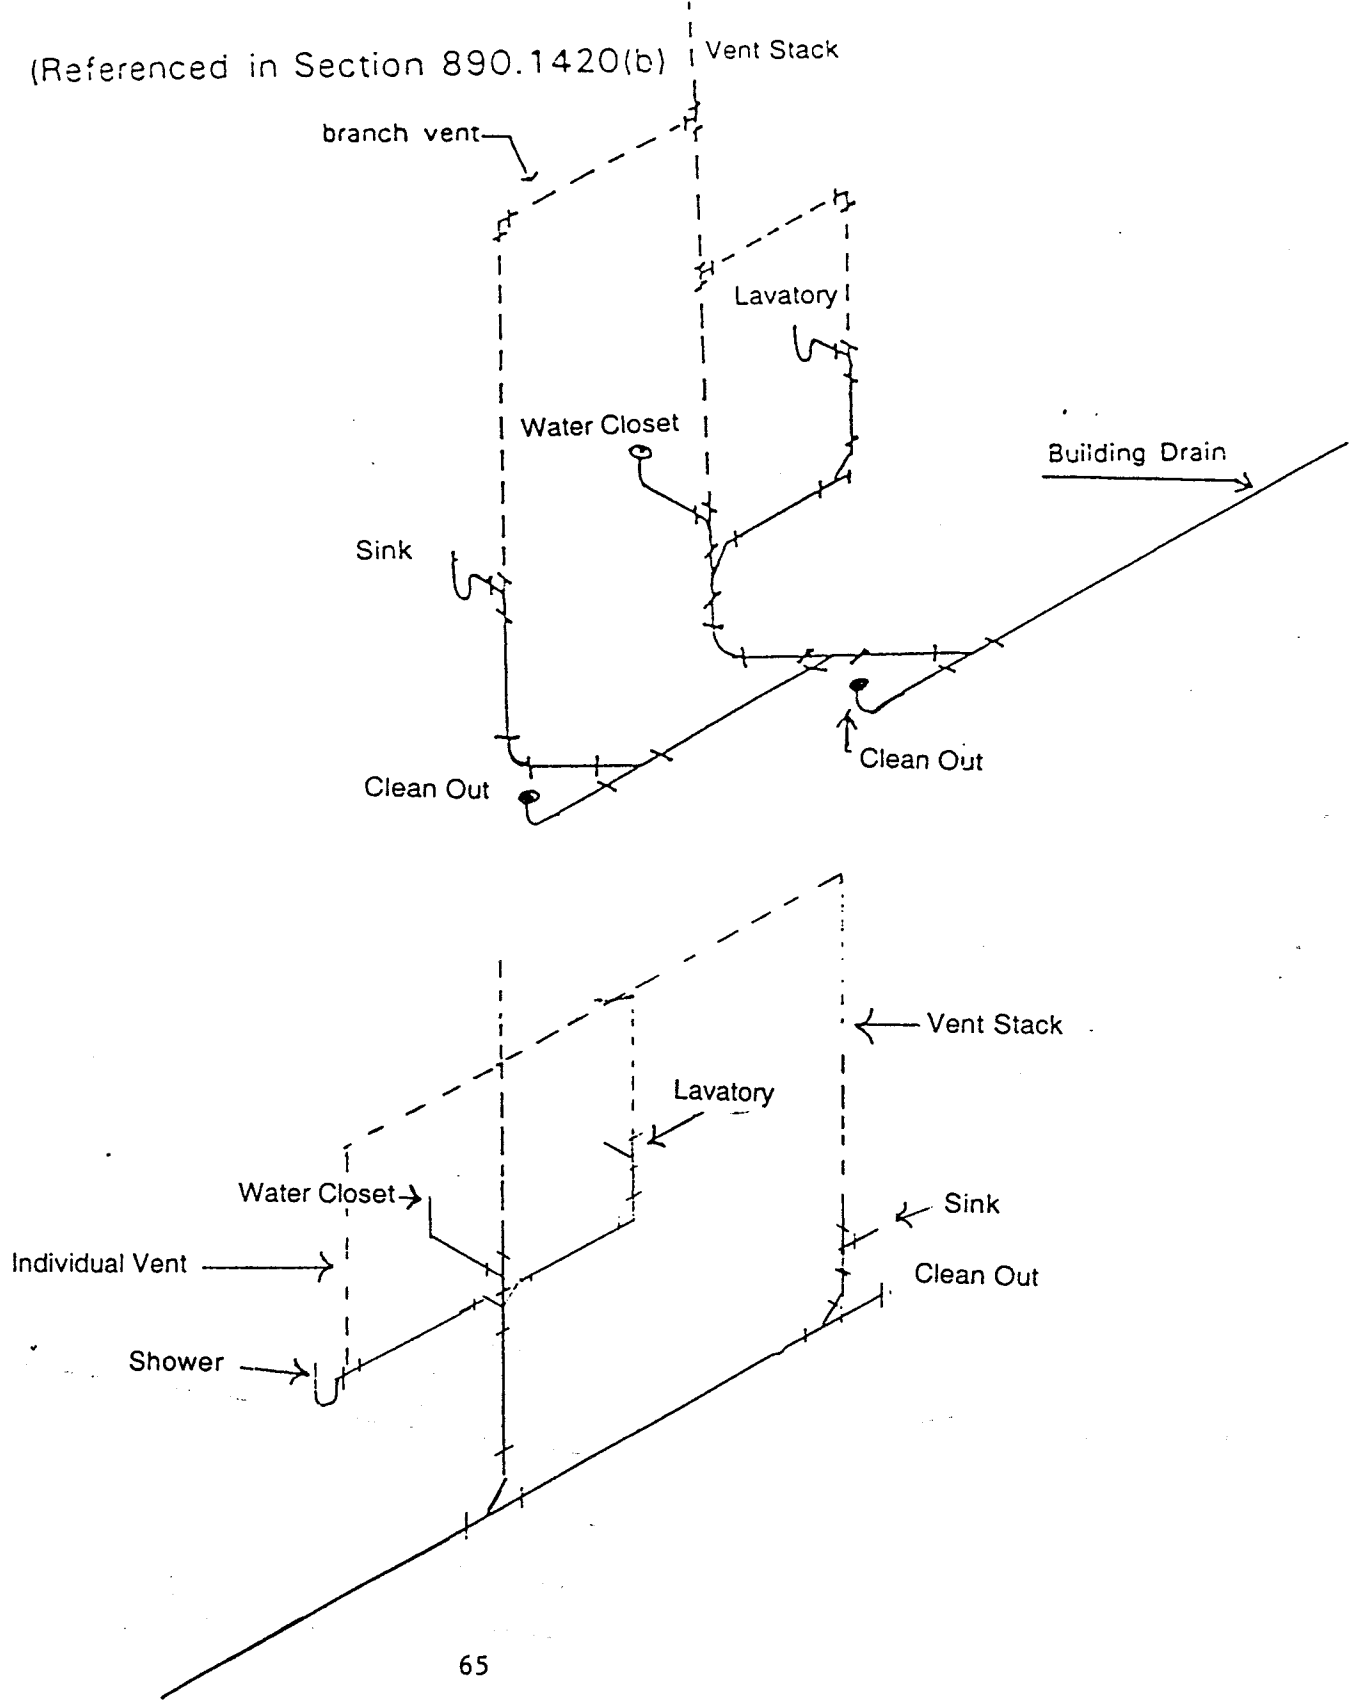 (Referenced in Section 890.1420(b)
Vent Stack
branch vent
Lavatory
Water Closet
Building Drain
Sink
Clean Out
Clean Out
Vent Stack
Lavatory
Water Closet
Sink
Individual Vent
Clean Out
Shower
65